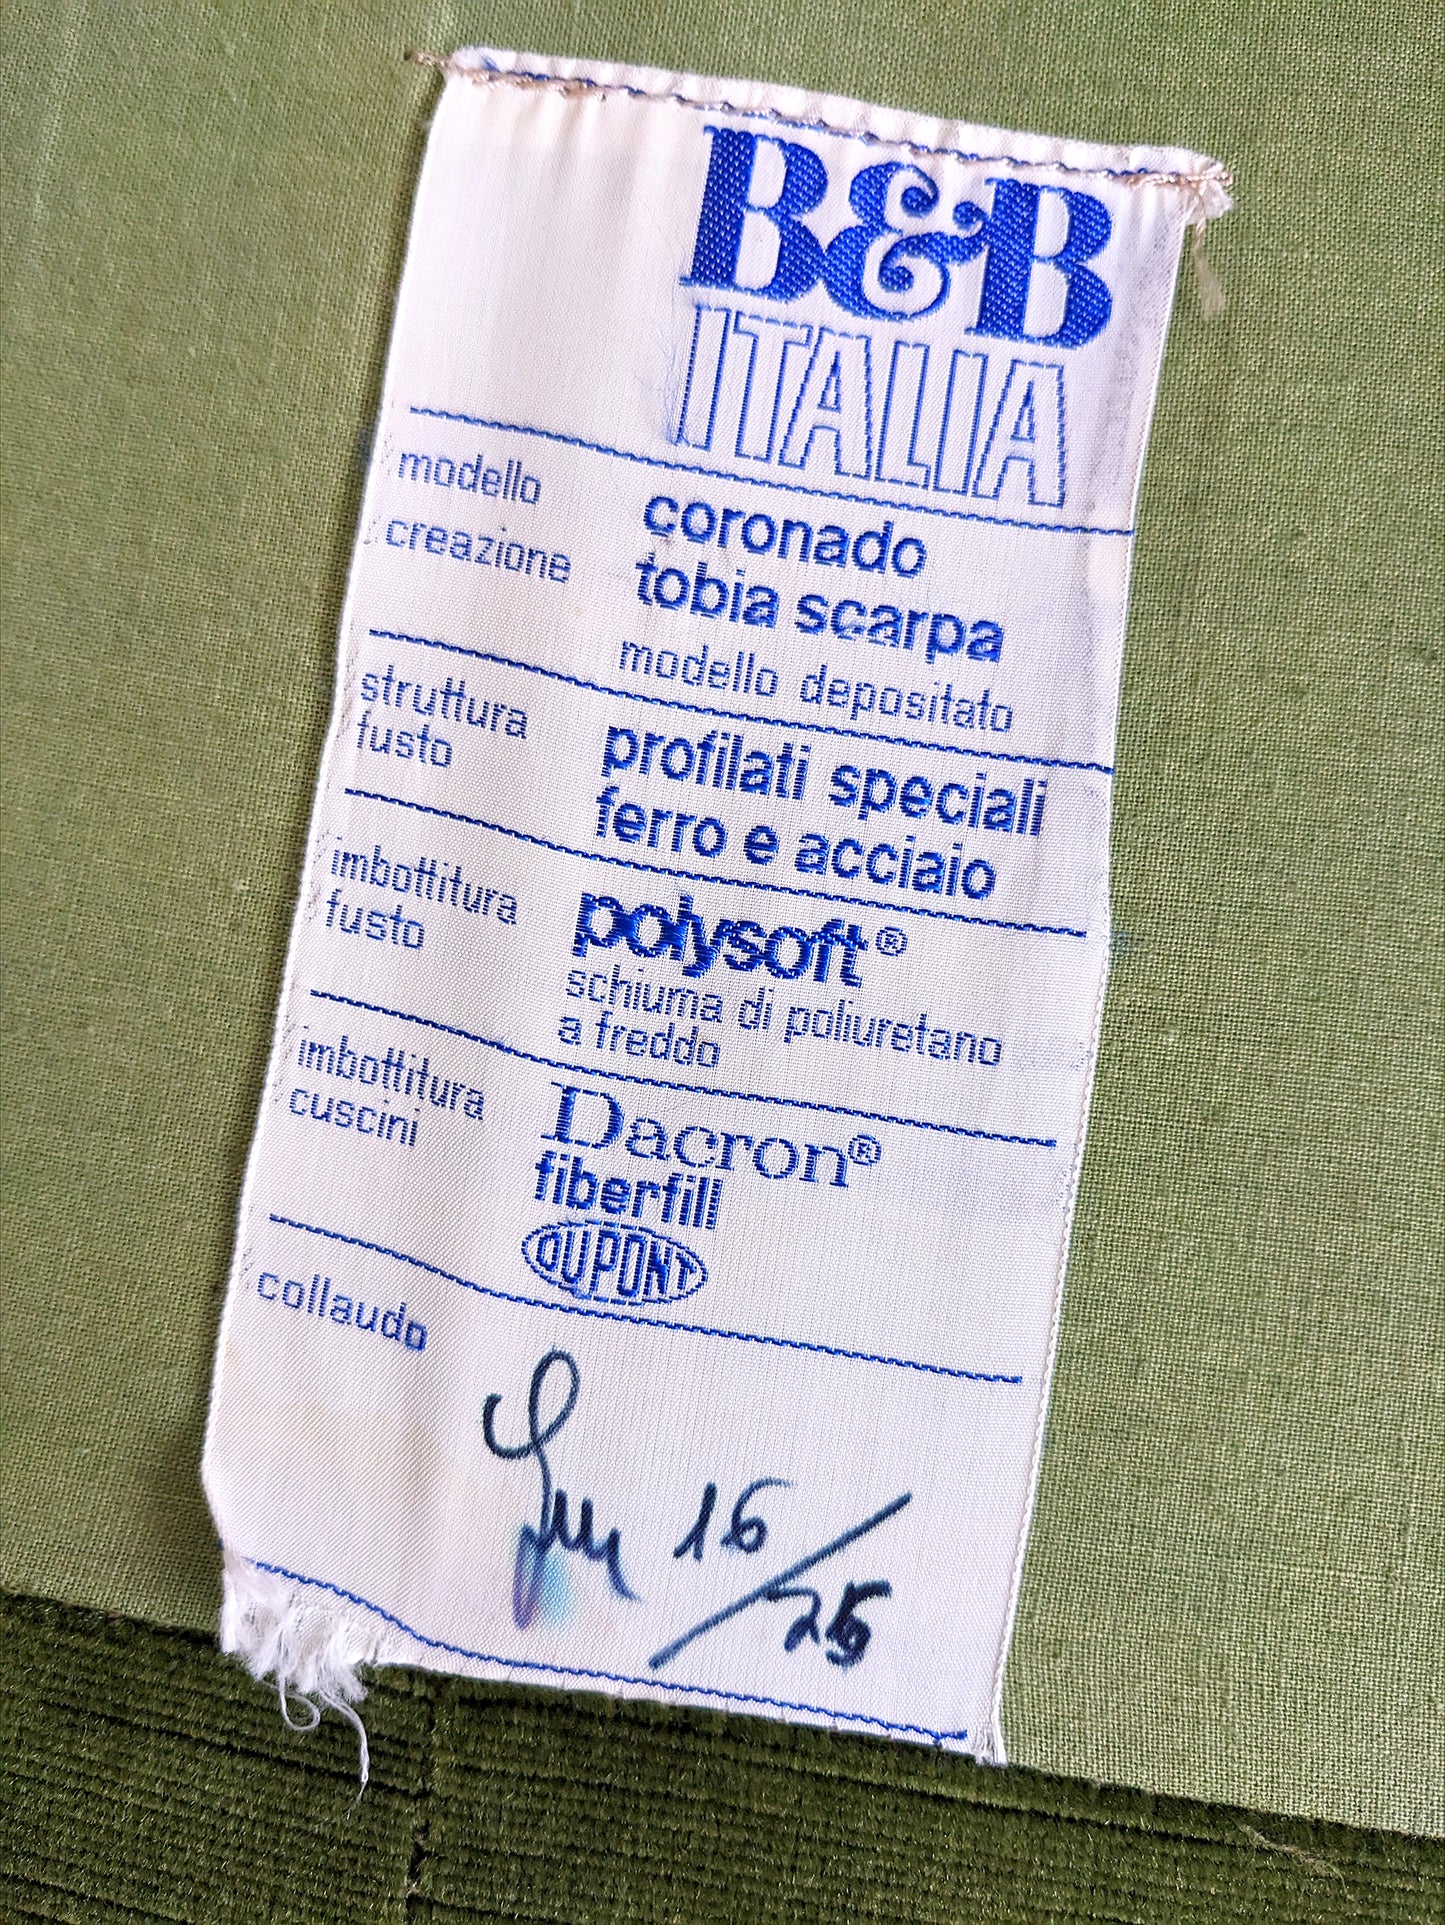 B&B
ITALIA
modello coronado
creazione tobia scarpa
modello depositato
struttura profilati speciali
fusto ferro e acciaio
imbottitura polysoft®
fusto schiuma di poliuretano
a freddo
imbottitura Dacron®
cuscini fiberfill
DUPONT
collaudo
16/25